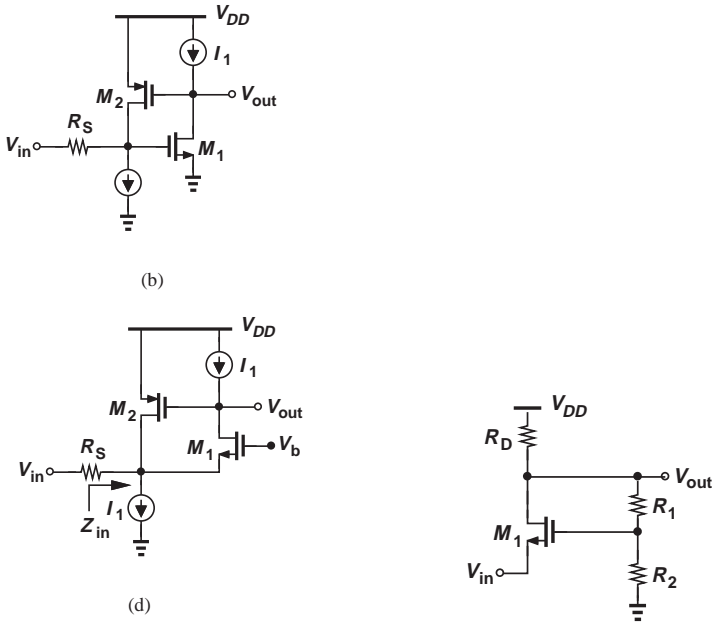 V_DD
I_1
M_2
V_out
R_S
V_in
M_1
(b)
V_DD
I_1
M_2
V_out
R_S
M_1
V_b
V_in
I_1
Z_in
(d)
V_DD
R_D
V_out
R_1
M_1
V_in
R_2